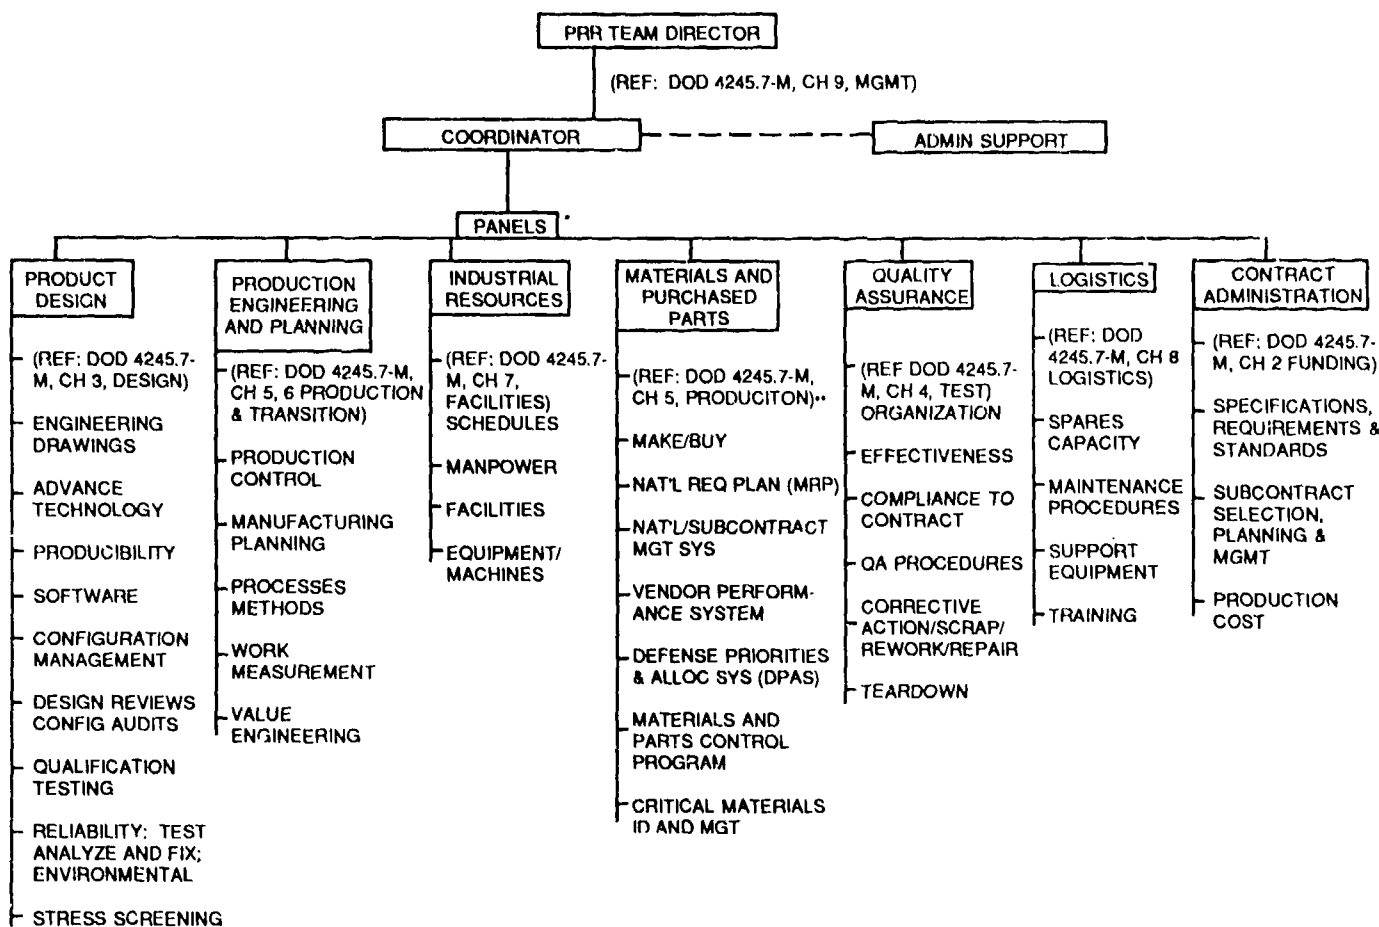 PRR TEAM DIRECTOR
(REF: DOD 4245.7-M, CH 9, MGMT)
COORDINATOR
ADMIN SUPPORT
PANELS
PRODUCT
DESIGN
(REF: DOD 4245.7-
M, CH 3, DESIGN)
ENGINEERING
DRAWINGS
ADVANCE
TECHNOLOGY
PRODUCIBILITY
SOFTWARE
CONFIGURATION
MANAGEMENT
DESIGN REVIEWS
CONFIG AUDITS
QUALIFICATION
TESTING
RELIABILITY: TEST
ANALYZE AND FIX;
ENVIRONMENTAL
STRESS SCREENING
PRODUCTION
ENGINEERING
AND PLANNING
(REF: DOD 4245.7-M,
CH 5, 6 PRODUCTION
& TRANSITION)
PRODUCTION
CONTROL
MANUFACTURING
PLANNING
PROCESSES
METHODS
WORK
MEASUREMENT
VALUE
ENGINEERING
INDUSTRIAL
RESOURCES
(REF: DOD 4245.7-
M, CH 7,
FACILITIES)
SCHEDULES
MANPOWER
FACILITIES
EQUIPMENT/
MACHINES
MATERIALS AND
PURCHASED
PARTS
(REF: DOD 4245.7-M,
CH 5, PRODUCITON)**
MAKE/BUY
NAT'L REQ PLAN (MRP)
NAT'L/SUBCONTRACT
MGT SYS
VENDOR PERFORM-
ANCE SYSTEM
DEFENSE PRIORITIES
& ALLOC SYS (DPAS)
MATERIALS AND
PARTS CONTROL
PROGRAM
CRITICAL MATERIALS
ID AND MGT
QUALITY
ASSURANCE
(REF DOD 4245.7-
M, CH 4, TEST)
ORGANIZATION
EFFECTIVENESS
COMPLIANCE TO
CONTRACT
QA PROCEDURES
CORRECTIVE
ACTION/SCRAP/
REWORK/REPAIR
TEARDOWN
LOGISTICS
(REF: DOD
4245.7-M, CH 8
LOGISTICS)
SPARES
CAPACITY
MAINTENANCE
PROCEDURES
SUPPORT
EQUIPMENT
TRAINING
CONTRACT
ADMINISTRATION
(REF: DOD 4245.7-
M, CH 2 FUNDING)
SPECIFICATIONS,
REQUIREMENTS &
STANDARDS
SUBCONTRACT
SELECTION,
PLANNING &
MGMT
PRODUCTION
COST